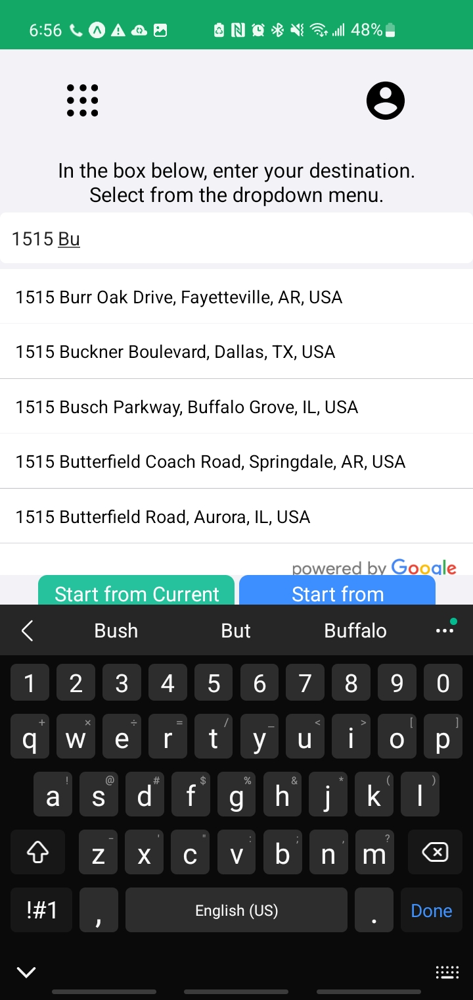 6:56 48%
In the box below, enter your destination.
Select from the dropdown menu.
1515 Bu
1515 Burr Oak Drive, Fayetteville, AR, USA
1515 Buckner Boulevard, Dallas, TX, USA
1515 Busch Parkway, Buffalo Grove, IL, USA
1515 Butterfield Coach Road, Springdale, AR, USA
1515 Butterfield Road, Aurora, IL, USA
powered by Google
Start from Current Start from
Bush But Buffalo
1 2 3 4 5 6 7 8 9 0
+ × ÷ = / _ < > [ ]
q w e r t y u i o p
! @ # $ % & * ( )
a s d f g h j k l
- ' " : ; , ?
z x c v b n m
!#1 , English (US) . Done